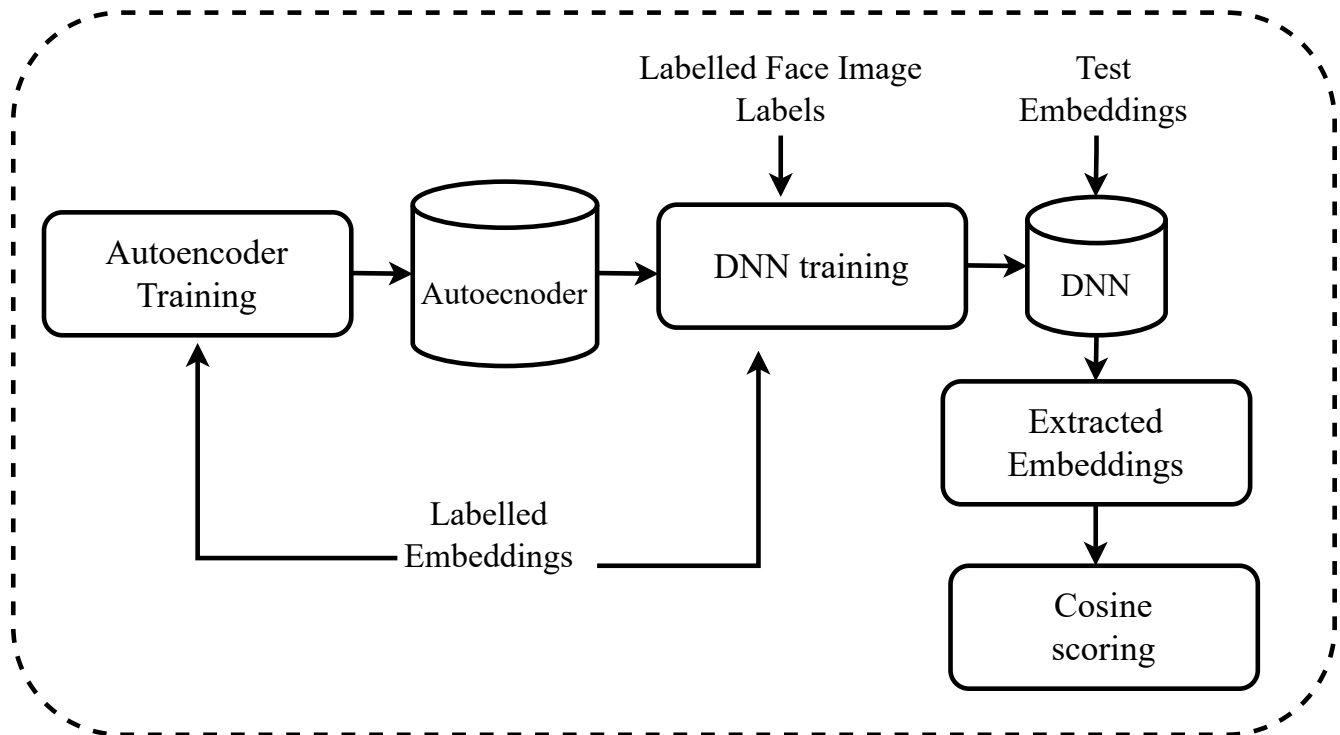 Labelled Face Image
Labels
Test
Embeddings
Autoencoder
Training
Autoecnoder
DNN training
DNN
Extracted
Embeddings
Labelled
Embeddings
Cosine
scoring